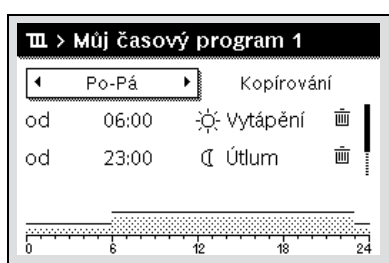 > Můj časový program 1
Po-Pá Kopírování
od 06:00 Vytápění
od 23:00 Útlum
0 6 12 18 24